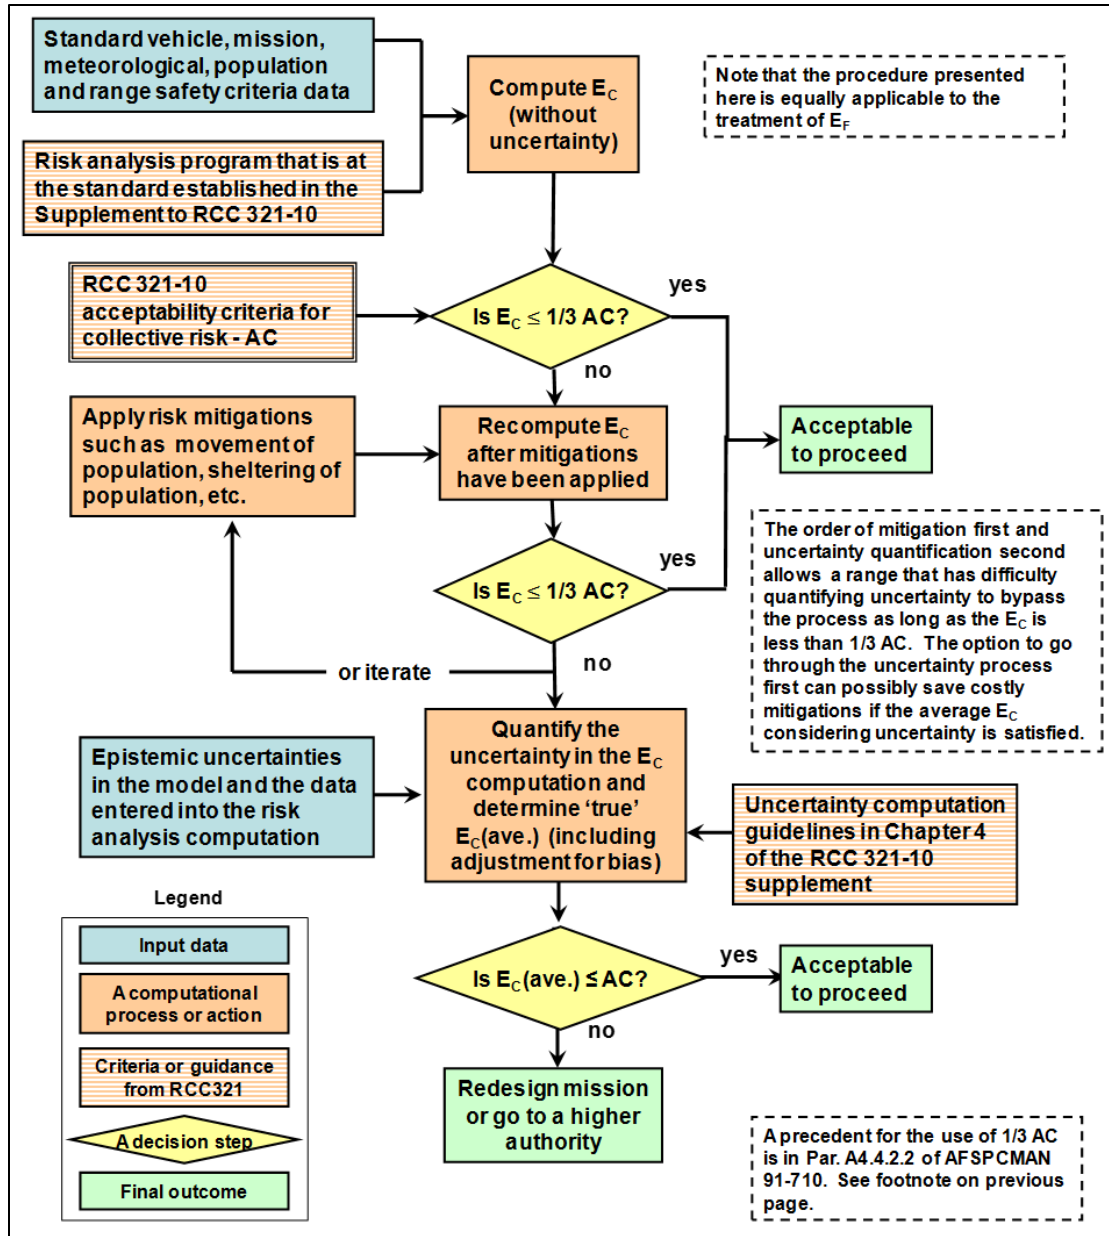 Standard vehicle, mission,
meteorological, population
and range safety criteria data
Compute EC
(without
uncertainty)
Note that the procedure presented
here is equally applicable to the
treatment of EF
Risk analysis program that is at
the standard established in the
Supplement to RCC 321-10
RCC 321-10
acceptability criteria for
collective risk - AC
Is EC ≤ 1/3 AC?
yes
no
Apply risk mitigations
such as movement of
population, sheltering of
population, etc.
Recompute EC
after mitigations
have been applied
Acceptable
to proceed
Is EC ≤ 1/3 AC?
yes
no
or iterate
The order of mitigation first and
uncertainty quantification second
allows a range that has difficulty
quantifying uncertainty to bypass
the process as long as the EC is
less than 1/3 AC. The option to go
through the uncertainty process
first can possibly save costly
mitigations if the average EC
considering uncertainty is satisfied.
Epistemic uncertainties
in the model and the data
entered into the risk
analysis computation
Quantify the
uncertainty in the EC
computation and
determine ‘true’
EC(ave.) (including
adjustment for bias)
Uncertainty computation
guidelines in Chapter 4
of the RCC 321-10
supplement
Is EC(ave.) ≤ AC?
yes
no
Acceptable
to proceed
Redesign mission
or go to a higher
authority
Legend
Input data
A computational
process or action
Criteria or guidance
from RCC321
A decision step
Final outcome
A precedent for the use of 1/3 AC
is in Par. A4.4.2.2 of AFSPCMAN
91-710. See footnote on previous
page.